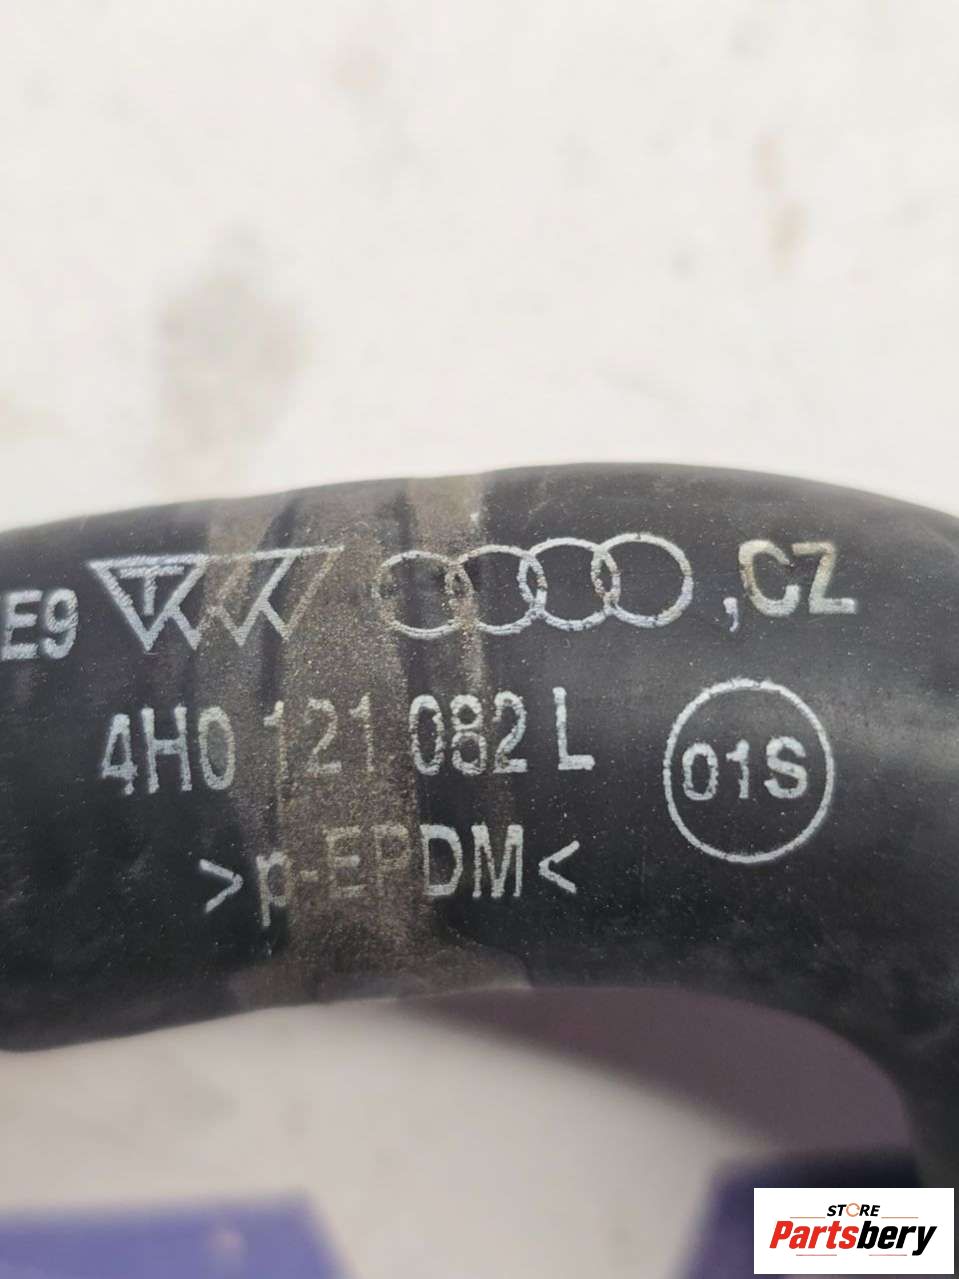 E9 ,CZ
4H0 121 082 L
01S
>p-EPDM<
STORE
Partsbery